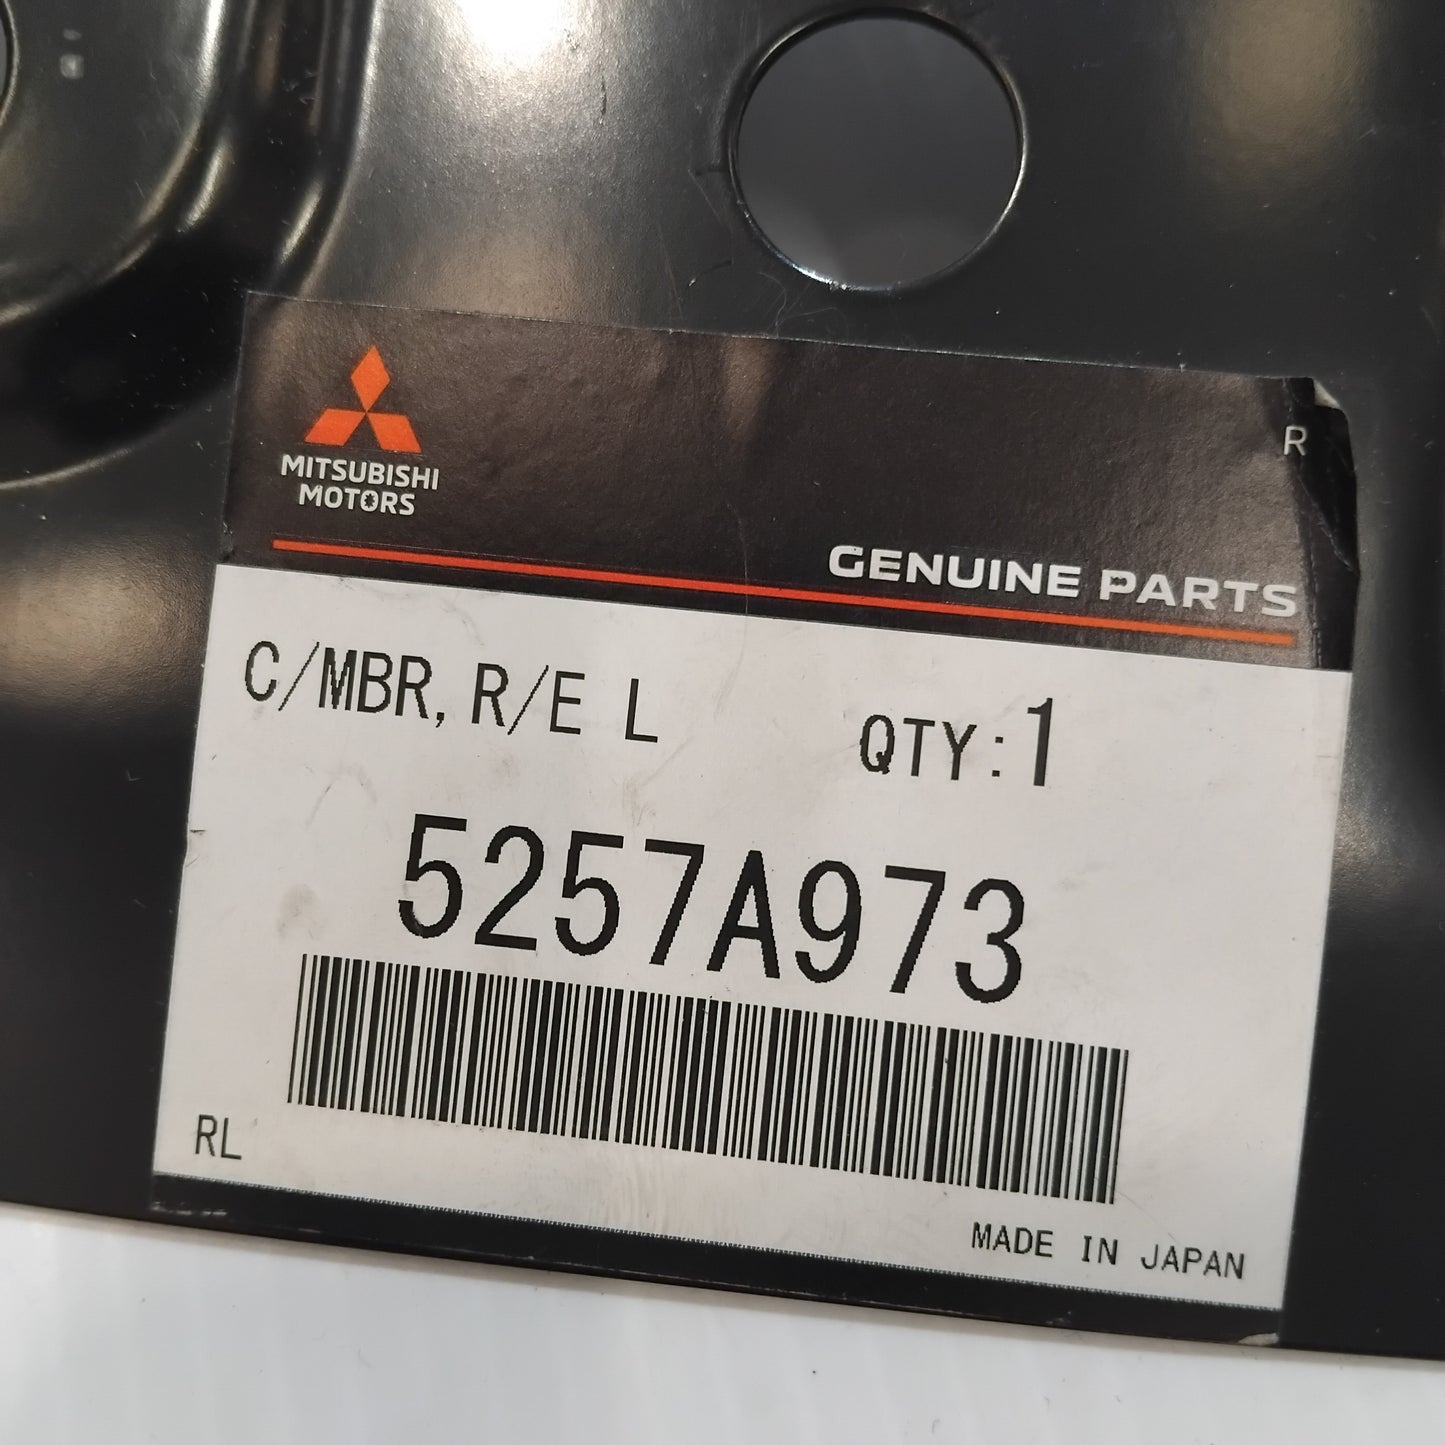 MITSUBISHI
MOTORS
R
GENUINE PARTS
C/MBR, R/E L
QTY:1
5257A973
RL
MADE IN JAPAN